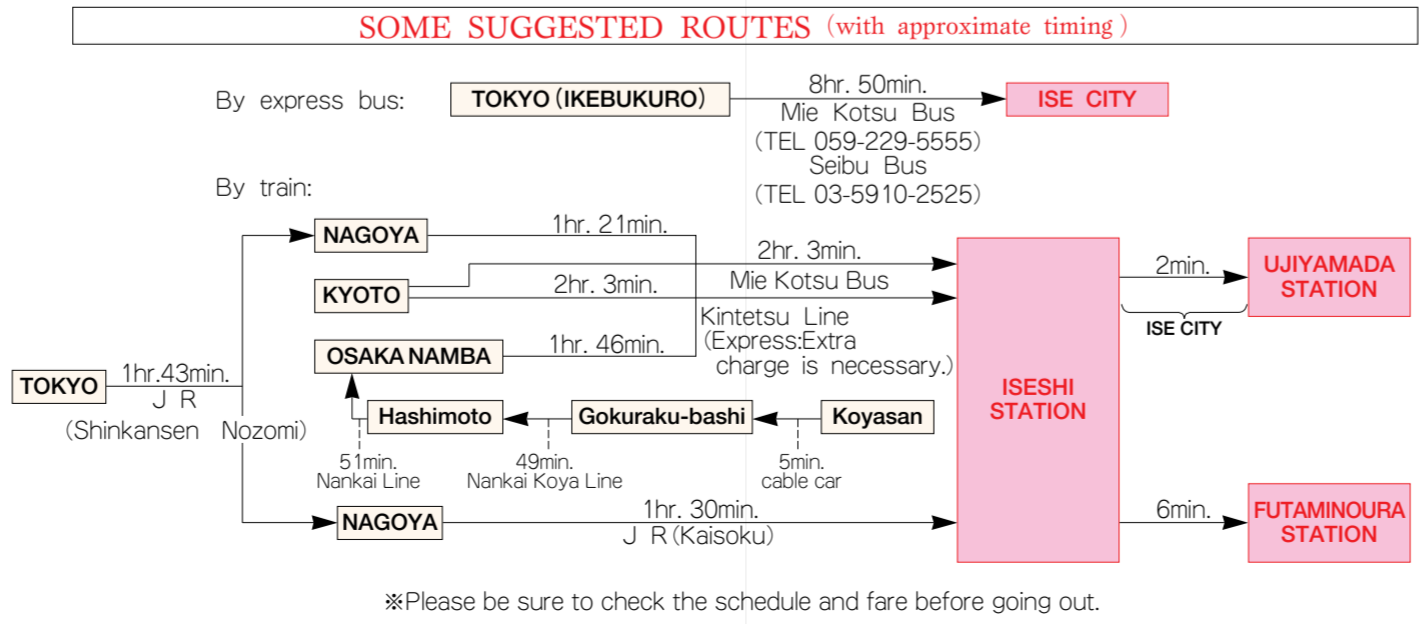 SOME SUGGESTED ROUTES (with approximate timing)
By express bus:
TOKYO (IKEBUKURO)
8hr. 50min.
Mie Kotsu Bus
(TEL 059-229-5555)
Seibu Bus
(TEL 03-5910-2525)
ISE CITY
By train:
TOKYO
1hr.43min.
J R
(Shinkansen Nozomi)
NAGOYA
1hr. 21min.
KYOTO
2hr. 3min.
Mie Kotsu Bus
2hr. 3min.
Kintetsu Line
(Express:Extra
charge is necessary.)
OSAKA NAMBA
1hr. 46min.
Hashimoto
Gokuraku-bashi
Koyasan
51min.
Nankai Line
49min.
Nankai Koya Line
5min.
cable car
NAGOYA
1hr. 30min.
J R (Kaisoku)
ISESHI
STATION
2min.
ISE CITY
UJIYAMADA
STATION
6min.
FUTAMINOURA
STATION
※Please be sure to check the schedule and fare before going out.